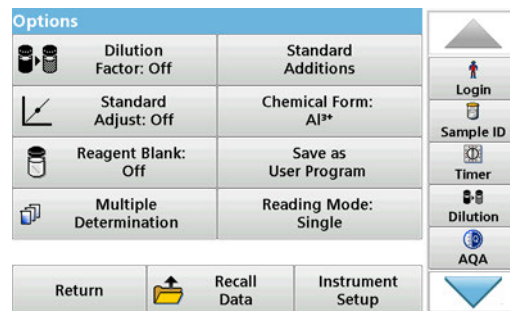 Options
Dilution
Factor: Off
Standard
Additions
Standard
Adjust: Off
Chemical Form:
Al³⁺
Reagent Blank:
Off
Save as
User Program
Multiple
Determination
Reading Mode:
Single
Return
Recall
Data
Instrument
Setup
Login
Sample ID
Timer
Dilution
AQA